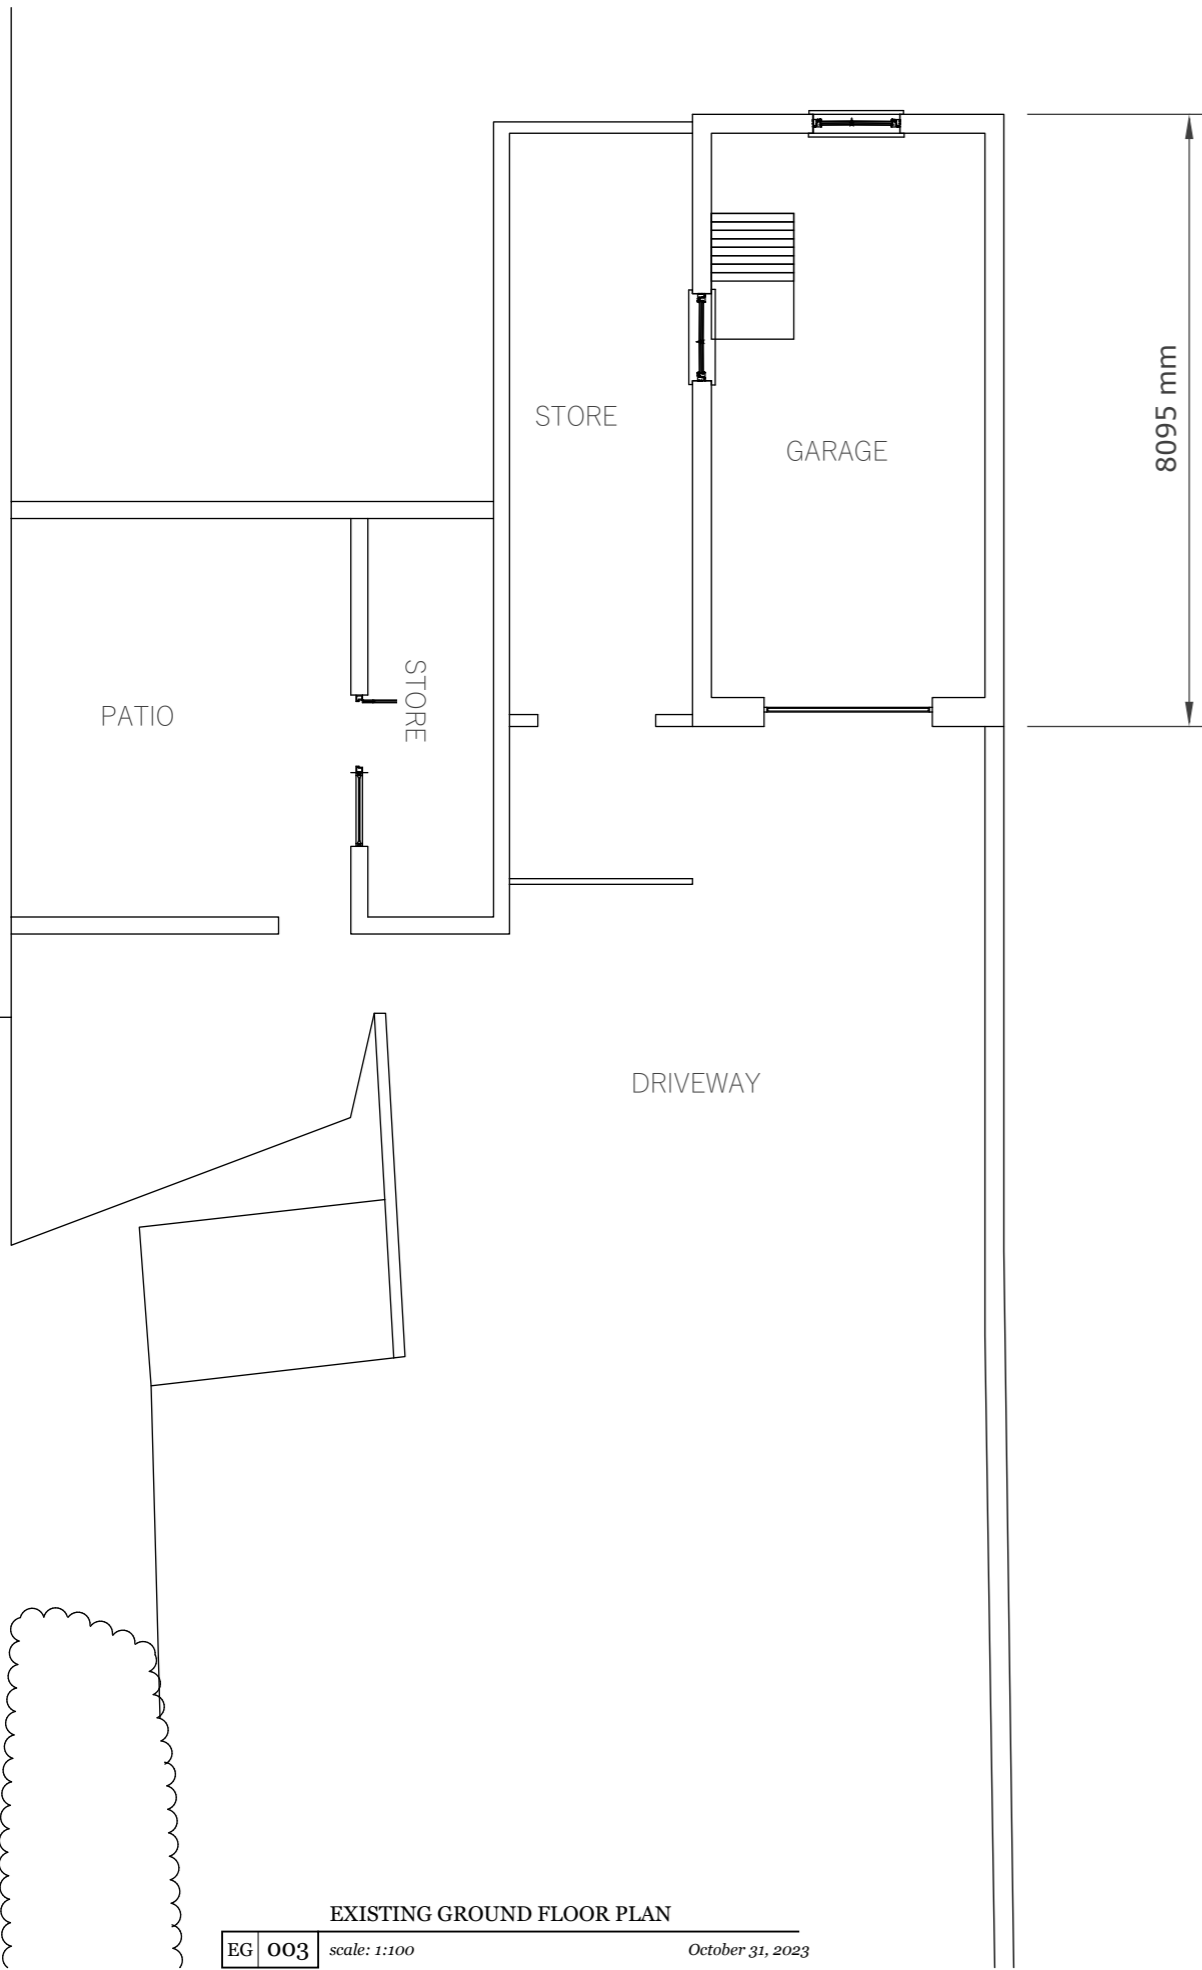 STORE
GARAGE
8095 mm
STORE
PATIO
DRIVEWAY
EXISTING GROUND FLOOR PLAN
EG 003 scale: 1:100 October 31, 2023